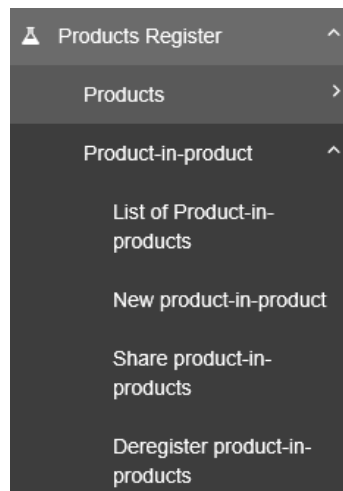 Products Register
Products
Product-in-product
List of Product-in-
products
New product-in-product
Share product-in-
products
Deregister product-in-
products